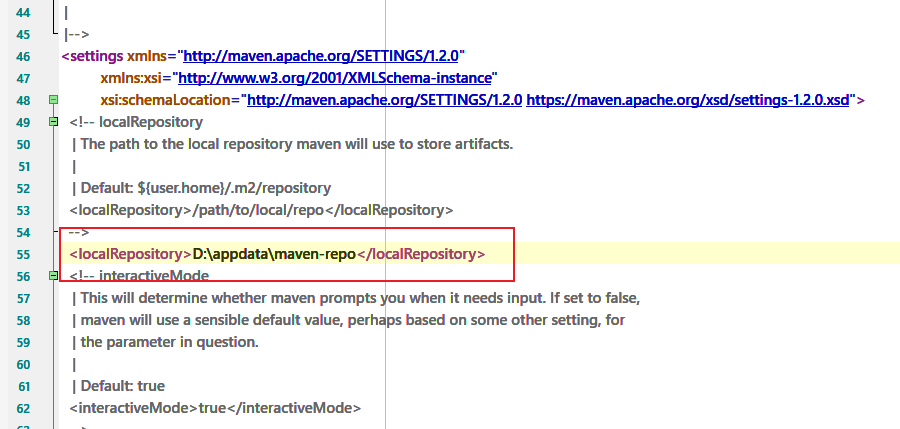 44 |
45 |-->
46 <settings xmlns="http://maven.apache.org/SETTINGS/1.2.0"
47 xmlns:xsi="http://www.w3.org/2001/XMLSchema-instance"
48 xsi:schemaLocation="http://maven.apache.org/SETTINGS/1.2.0 https://maven.apache.org/xsd/settings-1.2.0.xsd">
49 <!-- localRepository
50 | The path to the local repository maven will use to store artifacts.
51 |
52 | Default: ${user.home}/.m2/repository
53 <localRepository>/path/to/local/repo</localRepository>
54 -->
55 <localRepository>D:\appdata\maven-repo</localRepository>
56 <!-- interactiveMode
57 | This will determine whether maven prompts you when it needs input. If set to false,
58 | maven will use a sensible default value, perhaps based on some other setting, for
59 | the parameter in question.
60 |
61 | Default: true
62 <interactiveMode>true</interactiveMode>